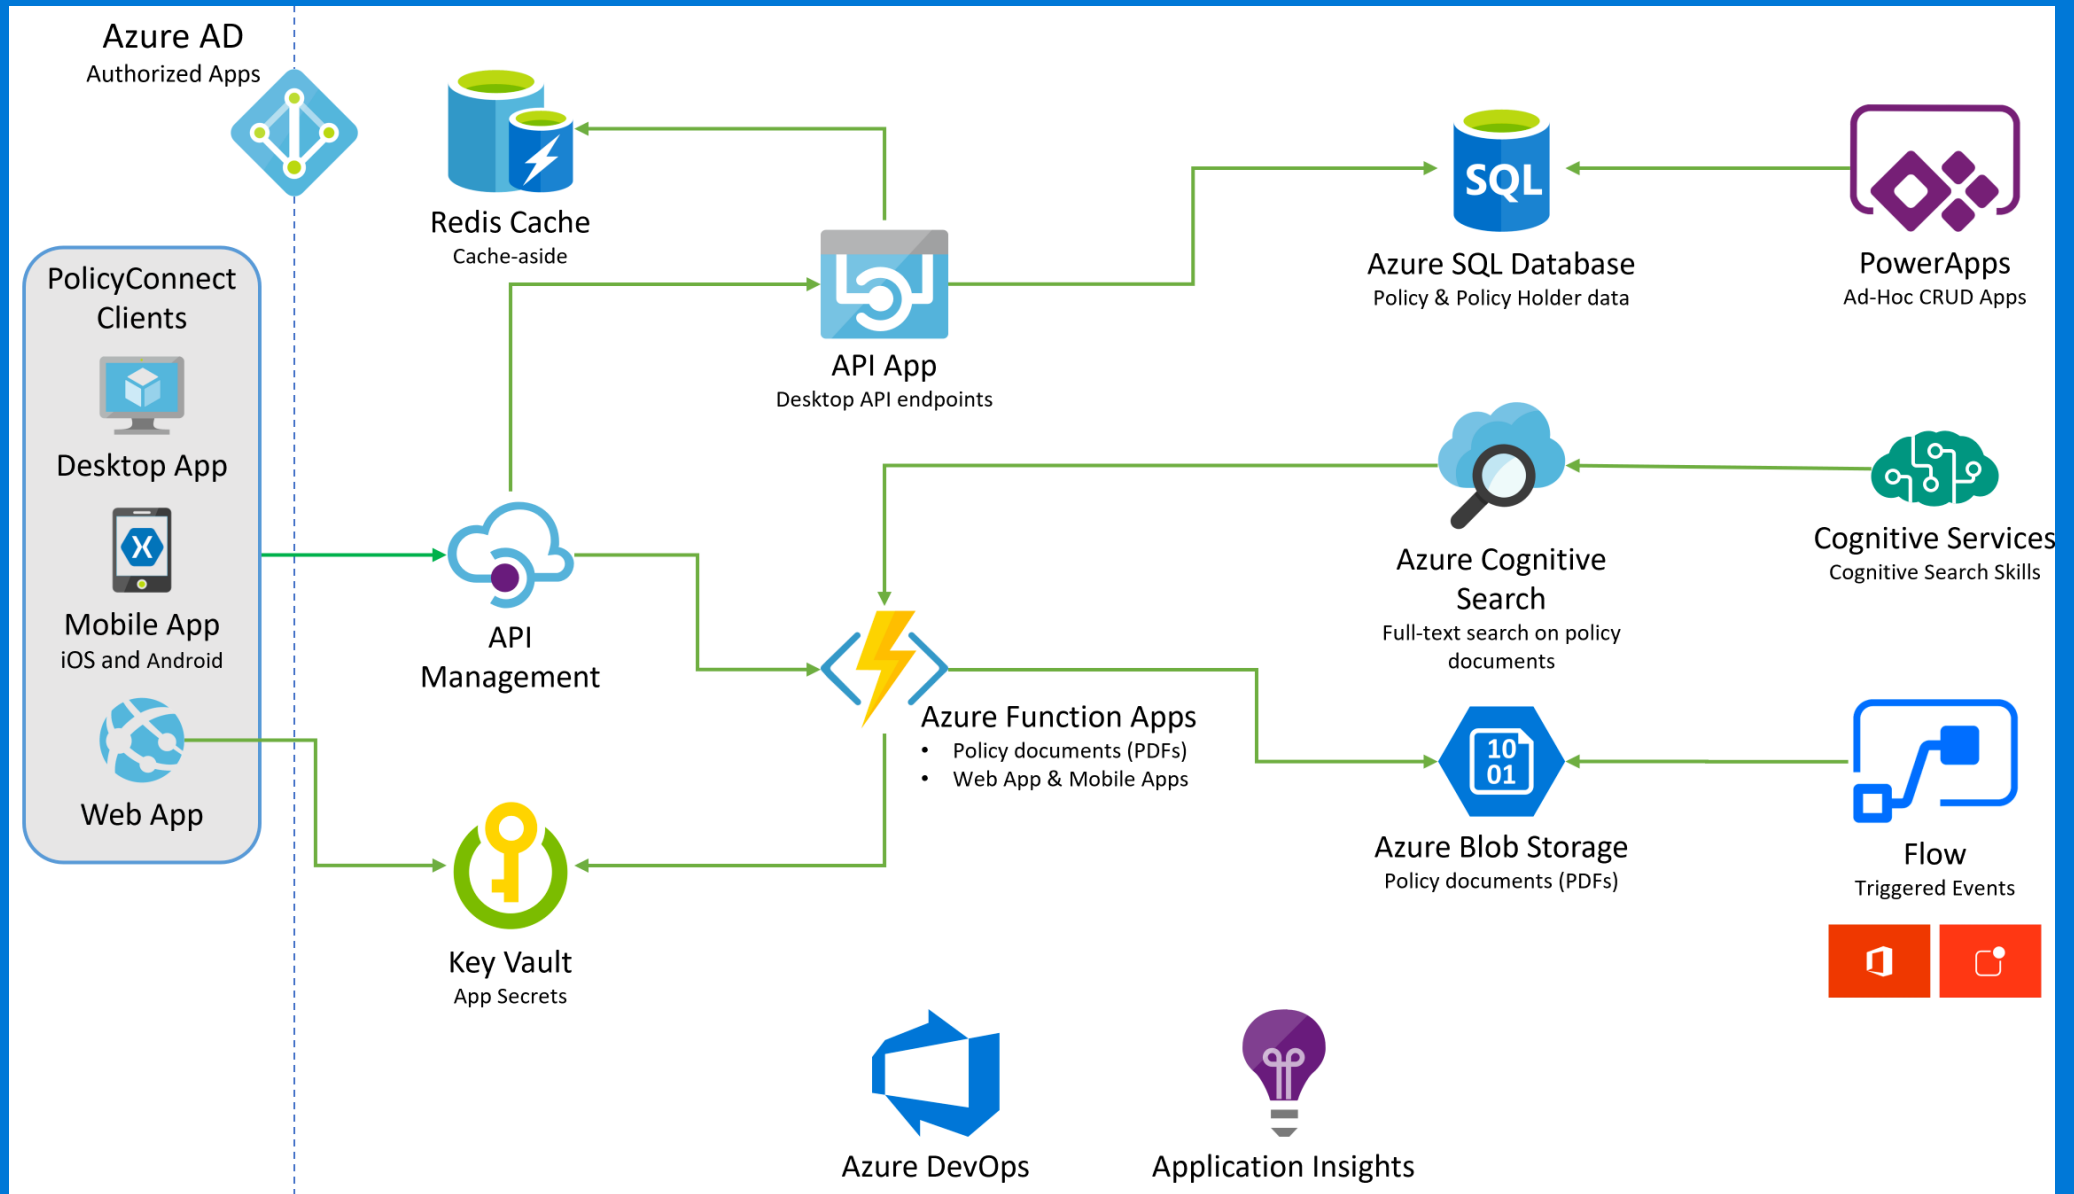 Azure AD
Authorized Apps
PolicyConnect
Clients
Desktop App
X
Mobile App
iOS and Android
Web App
Redis Cache
Cache-aside
API App
Desktop API endpoints
SQL
Azure SQL Database
Policy & Policy Holder data
PowerApps
Ad-Hoc CRUD Apps
API
Management
Azure Cognitive
Search
Full-text search on policy
documents
Cognitive Services
Cognitive Search Skills
Azure Function Apps
• Policy documents (PDFs)
• Web App & Mobile Apps
10
01
Azure Blob Storage
Policy documents (PDFs)
Flow
Triggered Events
Key Vault
App Secrets
Azure DevOps
Application Insights